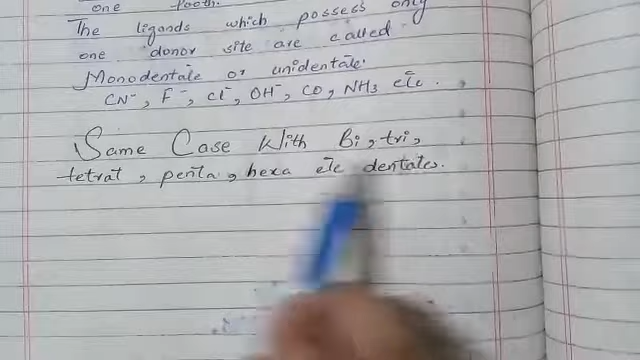 one tooth.
The ligands which possess only
one donor site are called
Monodentate or unidentate.
CN⁻, F⁻, Cl⁻, OH⁻, CO, NH3 etc.
Same Case With Bi, tri,
tetrat, penta, hexa etc dentates.